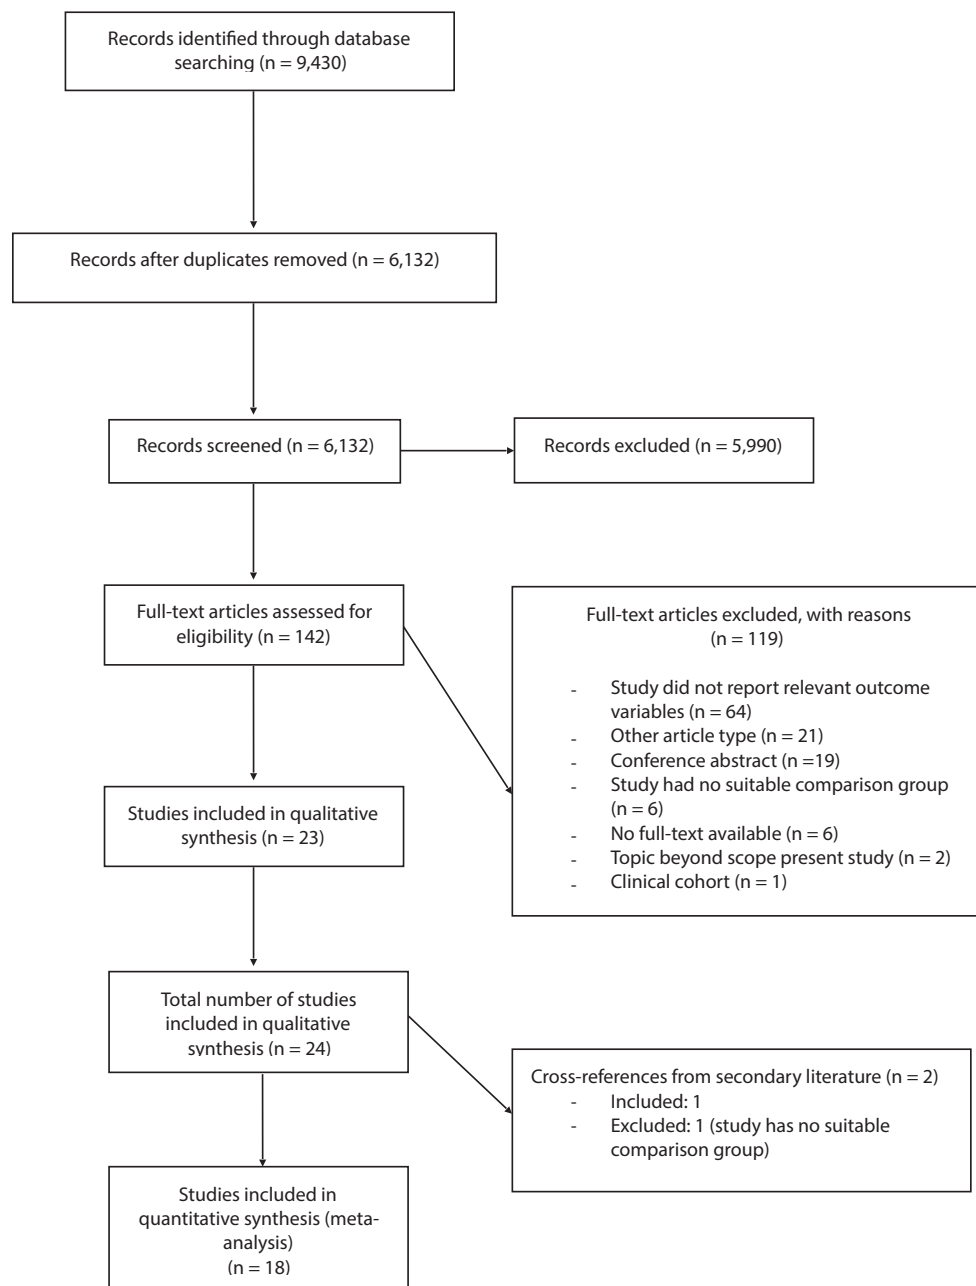 Records identified through database
searching (n = 9,430)
Records after duplicates removed (n = 6,132)
Records screened (n = 6,132)
Records excluded (n = 5,990)
Full-text articles assessed for
eligibility (n = 142)
Full-text articles excluded, with reasons
(n = 119)
- Study did not report relevant outcome
variables (n = 64)
- Other article type (n = 21)
- Conference abstract (n =19)
- Study had no suitable comparison group
(n = 6)
- No full-text available (n = 6)
- Topic beyond scope present study (n = 2)
- Clinical cohort (n = 1)
Studies included in qualitative
synthesis (n = 23)
Total number of studies
included in qualitative
synthesis (n = 24)
Cross-references from secondary literature (n = 2)
- Included: 1
- Excluded: 1 (study has no suitable
comparison group)
Studies included in
quantitative synthesis (meta-
analysis)
(n = 18)